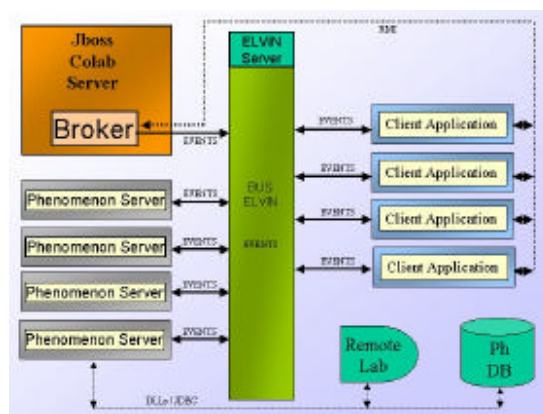 Jboss
Colab
Server
Broker
ELVIN
Server
RMI
EVENTS
EVENTS
Client Application
EVENTS
Client Application
EVENTS
Client Application
EVENTS
Client Application
BUS
ELVIN
EVENTS
Phenomenon Server
EVENTS
Phenomenon Server
EVENTS
Phenomenon Server
EVENTS
Phenomenon Server
EVENTS
Remote
Lab
Ph
DB